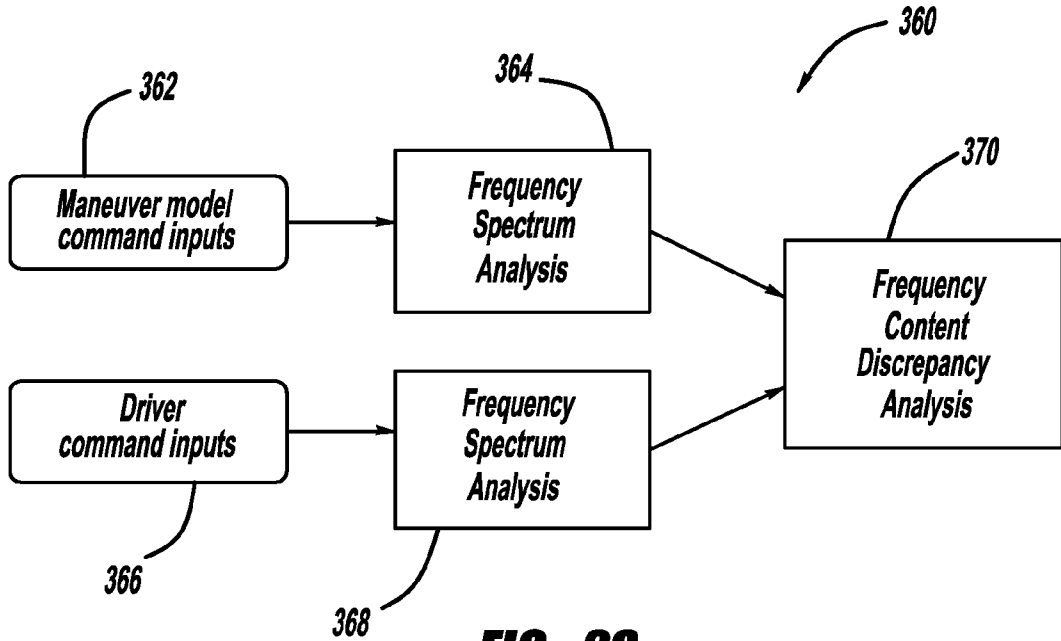 360
362
364
370
Maneuver model
command inputs
Frequency
Spectrum
Analysis
Frequency
Content
Discrepancy
Analysis
Driver
command inputs
Frequency
Spectrum
Analysis
366
368